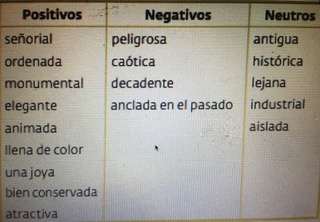 Positivos Negativos Neutros
señorial peligrosa antigua
ordenada caótica histórica
monumental decadente lejana
elegante anclada en el pasado industrial
animada aislada
llena de color
una joya
bien conservada
atractiva